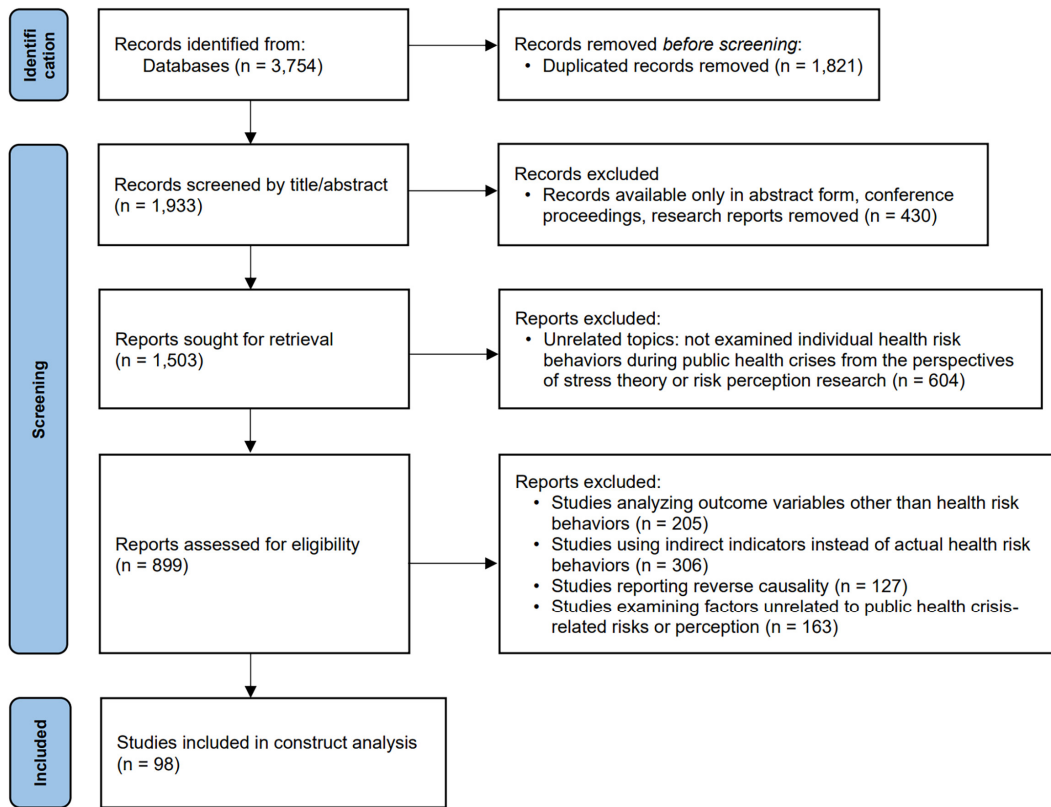 Identifi
cation
Records identified from:
Databases (n = 3,754)
Records removed before screening:
• Duplicated records removed (n = 1,821)
Screening
Records screened by title/abstract
(n = 1,933)
Records excluded
• Records available only in abstract form, conference
proceedings, research reports removed (n = 430)
Reports sought for retrieval
(n = 1,503)
Reports excluded:
• Unrelated topics: not examined individual health risk
behaviors during public health crises from the perspectives
of stress theory or risk perception research (n = 604)
Reports assessed for eligibility
(n = 899)
Reports excluded:
• Studies analyzing outcome variables other than health risk
behaviors (n = 205)
• Studies using indirect indicators instead of actual health risk
behaviors (n = 306)
• Studies reporting reverse causality (n = 127)
• Studies examining factors unrelated to public health crisis-
related risks or perception (n = 163)
Included
Studies included in construct analysis
(n = 98)